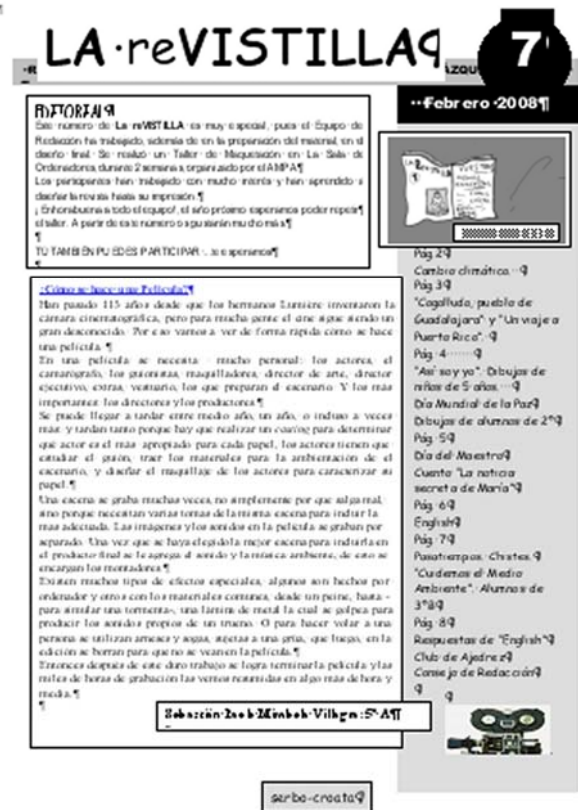 LA·reVISTILLA¶
7
··Febrero·2008¶
EDITORIAL¶
Este número de La reVISTILLA es muy especial, pues el Equipo de
Redacción ha trabajado, además de en la preparación del material, en el
diseño final. Se realizó un Taller de Maquetación en La Sala de
Ordenadores, durante 2 semanas, organizado por el AMPA¶
Los participantes han trabajado con mucho interés y han aprendido a
diseñar la revista hasta su impresión.¶
¡Enhorabuena a todo el equipo!, el año próximo esperamos poder repetir
el taller. A partir de este número os gustarán mucho más¶
¶
TÚ TAMBIÉN PUEDES PARTICIPAR... te esperamos¶
¶
¿Cómo se hace una Película?¶
Han pasado 115 años desde que los hermanos Lumiere inventaron la
cámara cinematográfica, pero para mucha gente el cine sigue siendo un
gran desconocido. Por eso vamos a ver de forma rápida cómo se hace
una película. ¶
En una película se necesita mucho personal: los actores, el
camarógrafo, los guionistas, maquilladores, director de arte, director
ejecutivo, extras, vestuario, los que preparan el escenario. Y los más
importantes: los directores y los productores.¶
Se puede llegar a tardar entre medio año, un año, o incluso a veces
más. y tardan tanto porque hay que realizar un casting para determinar
que actor es el más apropiado para cada papel, los actores tienen que
estudiar el guión, traer los materiales para la ambientación de el
escenario, y diseñar el maquillaje de los actores para caracterizar su
papel.¶
Una escena se graba muchas veces, no simplemente por que salga mal,
sino porque necesitan varias tomas de la misma escena para incluir la
mas adecuada. Las imágenes y los sonidos en la película se graban por
separado. Una vez que se haya elegido la mejor escena para incluirla en
el producto final se le agrega el sonido y la música ambiente, de esto se
encargan los montadores.¶
Existen muchos tipos de efectos especiales, algunos son hechos por
ordenador y otros con los materiales comunes, desde un peine, hasta -
para simular una tormenta-, una lámina de metal la cual se golpea para
producir los sonidos propios de un trueno. O para hacer volar a una
persona se utilizan arneses y sogas, sujetas a una grúa, que luego, en la
edición se borran para que no se vean en la película.¶
Entonces después de este duro trabajo se logra terminar la película y las
miles de horas de grabación las vemos resumidas en algo más de hora y
media.¶
¶
5º A¶
Pág.2¶
Cambio climático.··¶
Pág.3¶
"Cogolludo, pueblo de
Guadalajara" y "Un viaje a
Puerto Rico".·¶
Pág.·4·······¶
"Así soy yo". Dibujos de
niños de 5 años.··¶
Día Mundial de la Paz¶
Dibujos de alumnos de 2º¶
Pág.·5¶
Día del Maestro¶
Cuento "La noticia
secreta de María"¶
Pág.·6¶
English¶
Pág.·7¶
Pasatiempos. Chistes.¶
"Cuidemos el Medio
Ambiente". Alumnos de
3ºB¶
Pág.·8¶
Respuestas de "English"¶
Club de Ajedrez¶
Consejo de Redacción¶
¶
¶
serbo-croata¶